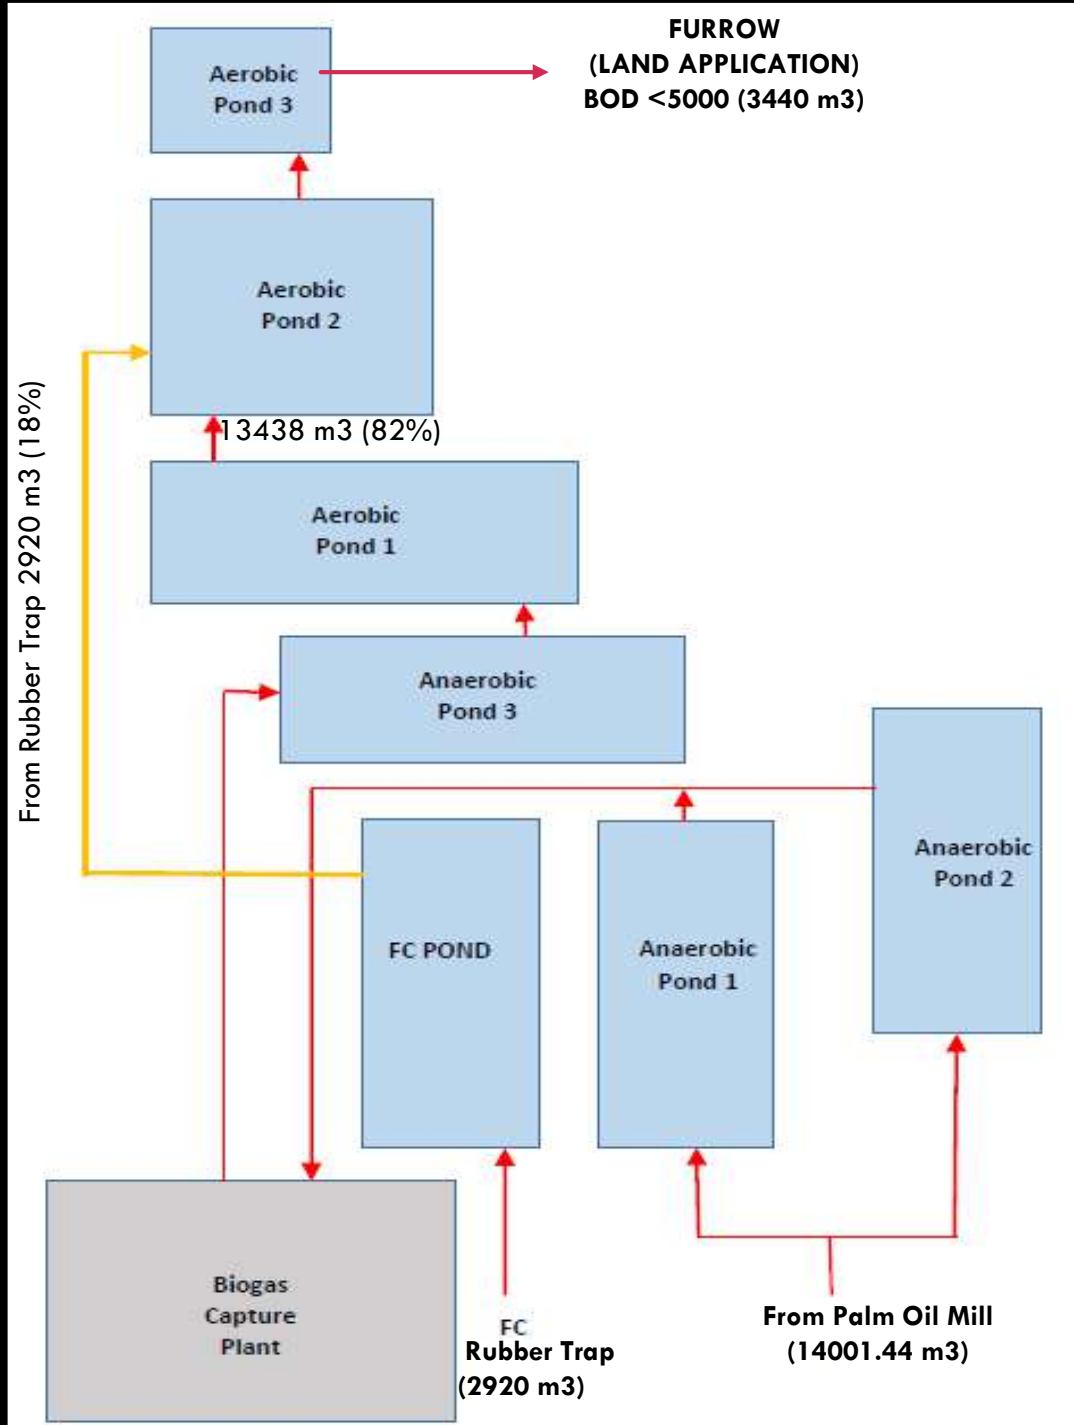 FURROW
(LAND APPLICATION)
BOD <5000 (3440 m3)
Aerobic
Pond 3
Aerobic
Pond 2
From Rubber Trap 2920 m3 (18%)
13438 m3 (82%)
Aerobic
Pond 1
Anaerobic
Pond 3
Anaerobic
Pond 2
FC POND
Anaerobic
Pond 1
Biogas
Capture
Plant
FC
Rubber Trap
(2920 m3)
From Palm Oil Mill
(14001.44 m3)